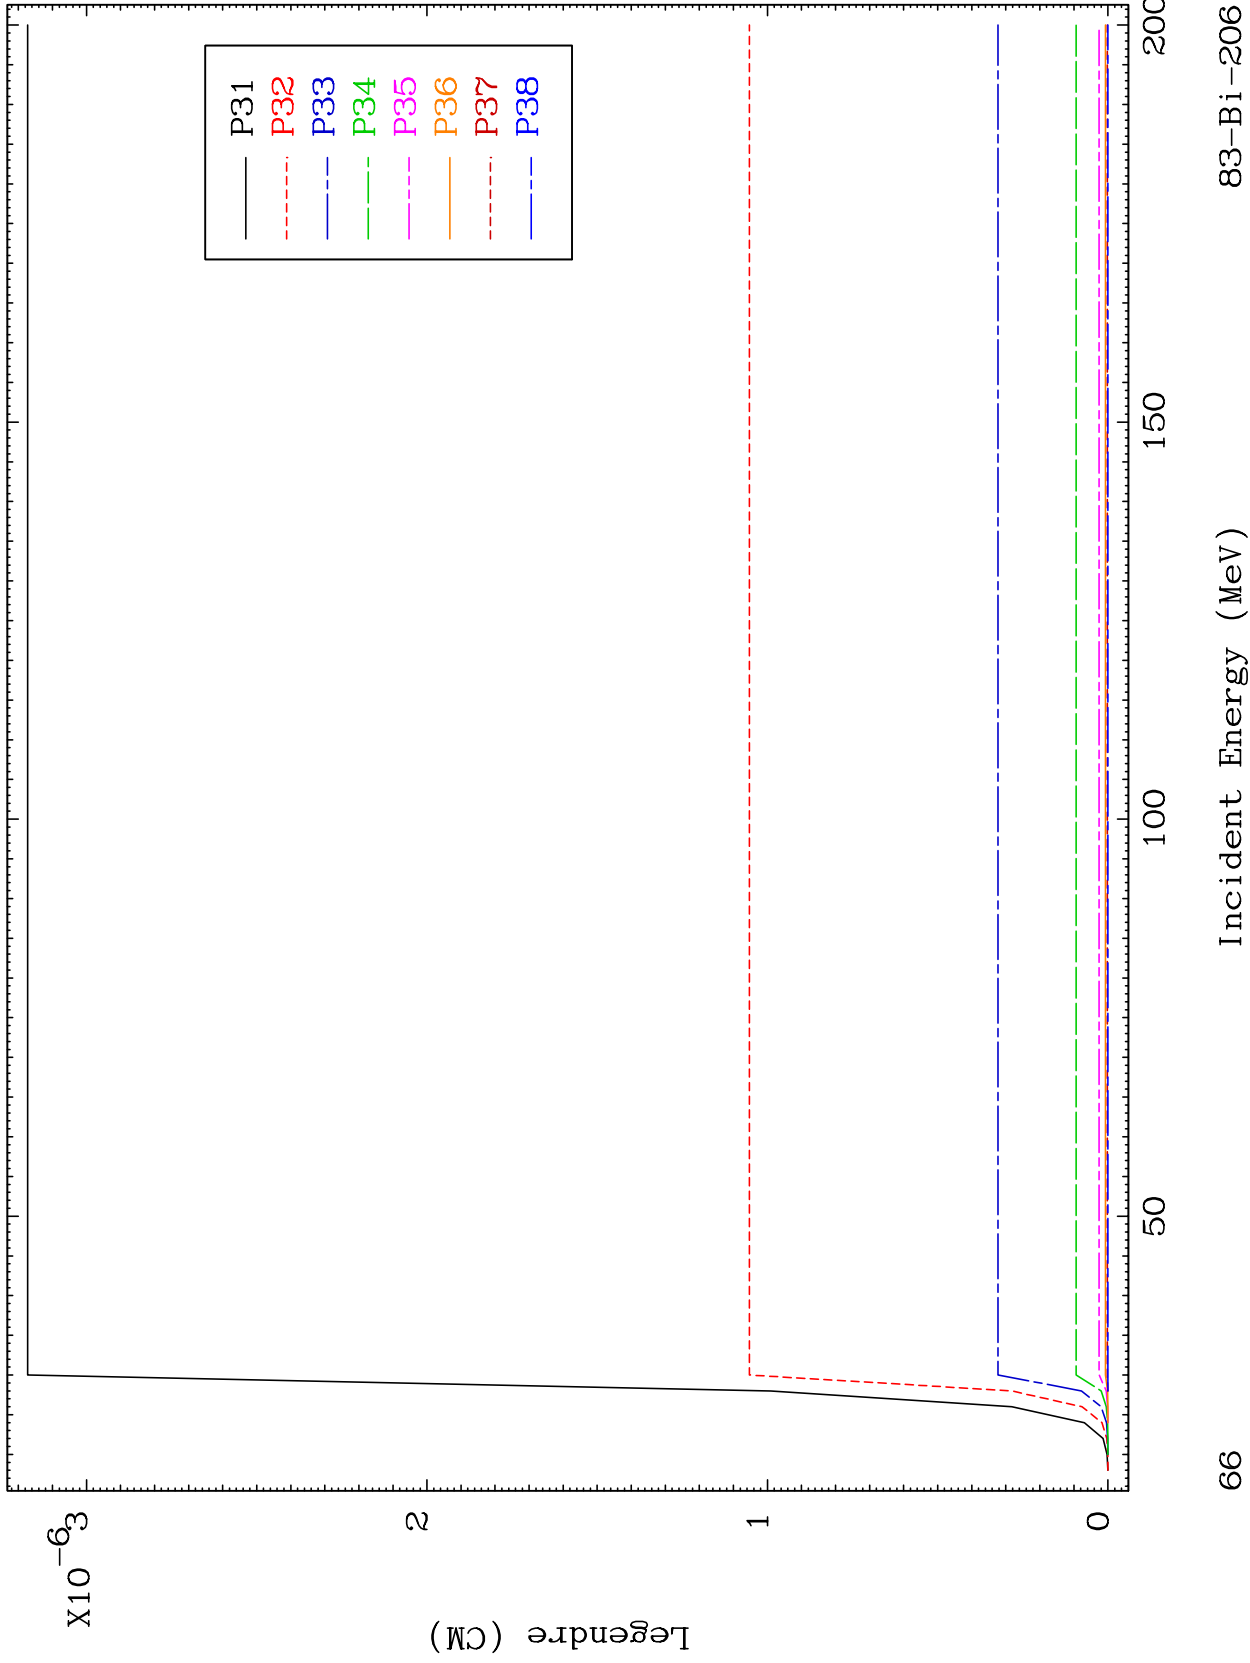 X10^-6
3
2
1
0
Legendre (CM)
P31
P32
P33
P34
P35
P36
P37
P38
50
100
150
200
Incident Energy (MeV)
66
83-Bi-206